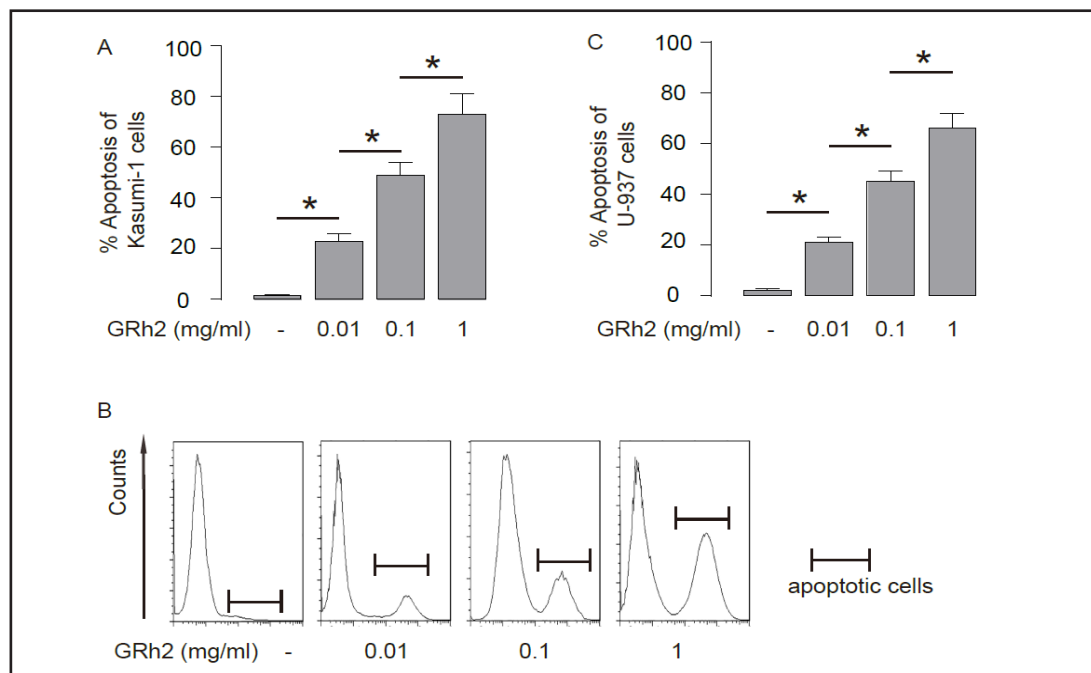 A
% Apoptosis of
Kasumi-1 cells
100
80
60
40
20
0
*
*
*
GRh2 (mg/ml) - 0.01 0.1 1
C
% Apoptosis of
U-937 cells
100
80
60
40
20
0
*
*
*
GRh2 (mg/ml) - 0.01 0.1 1
B
Counts
apoptotic cells
GRh2 (mg/ml) - 0.01 0.1 1